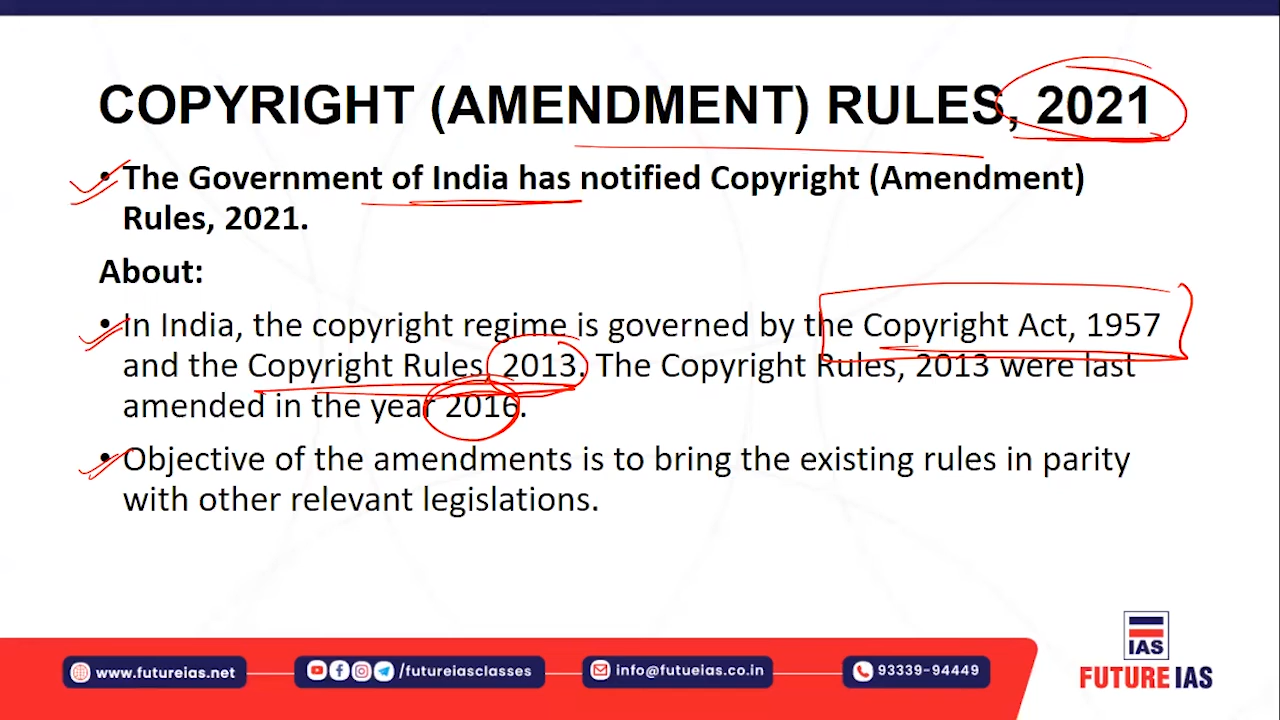 COPYRIGHT (AMENDMENT) RULES, 2021
• The Government of India has notified Copyright (Amendment)
Rules, 2021.
About:
• In India, the copyright regime is governed by the Copyright Act, 1957
and the Copyright Rules, 2013. The Copyright Rules, 2013 were last
amended in the year 2016.
• Objective of the amendments is to bring the existing rules in parity
with other relevant legislations.
IAS
FUTURE IAS
www.futureias.net
/futureiasclasses
info@futueias.co.in
93339-94449